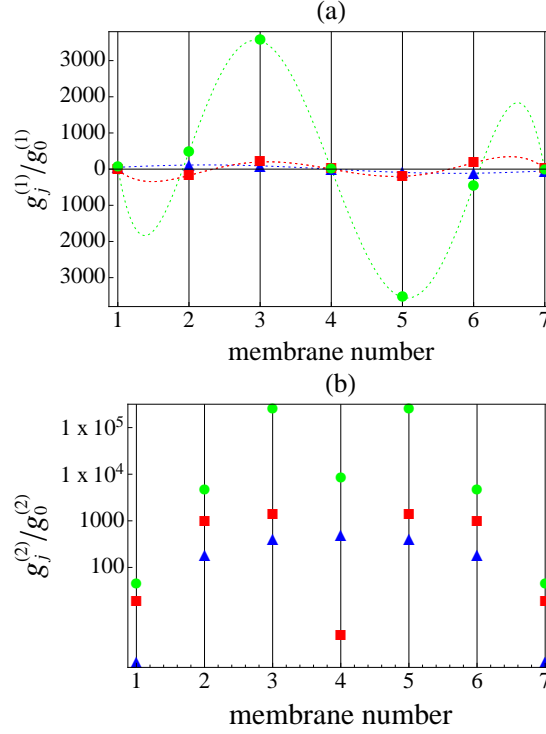 (a)
3000
2000
1000
0
1000
2000
3000
g_j^{(1)}/g_0^{(1)}
1 2 3 4 5 6 7
membrane number
(b)
1 x 10^5
1 x 10^4
1000
100
g_j^{(2)}/g_0^{(2)}
1 2 3 4 5 6 7
membrane number